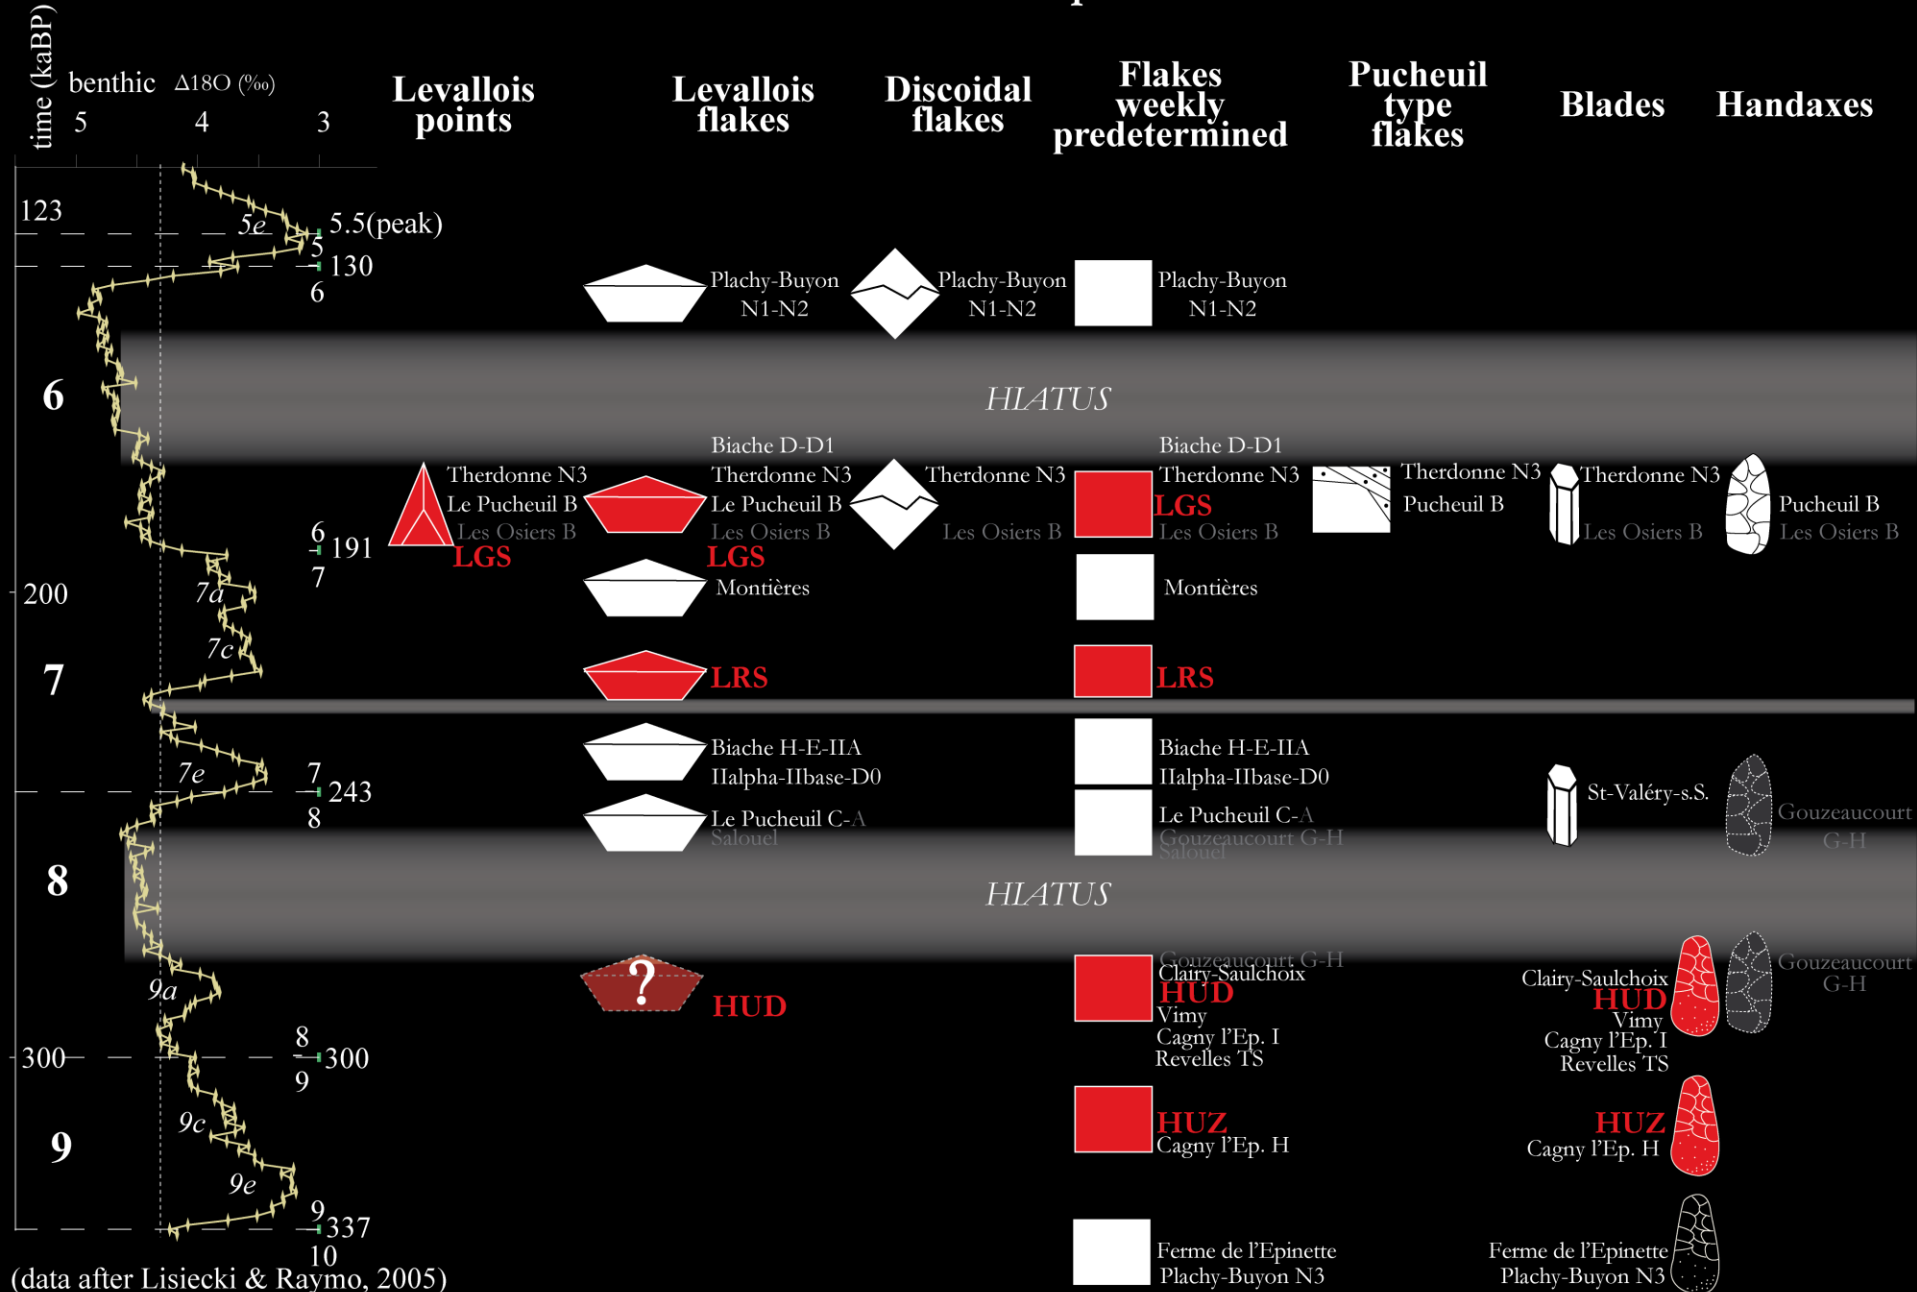 time (kaBP)
benthic Δ18O (‰)
5 4 3
Levallois
points
Levallois
flakes
Discoidal
flakes
Flakes
weekly
predetermined
Pucheuil
type
flakes
Blades
Handaxes
123
5e
5.5(peak)
5
130
6
Plachy-Buyon
N1-N2
Plachy-Buyon
N1-N2
Plachy-Buyon
N1-N2
6
HIATUS
Therdonne N3
Le Pucheuil B
Les Osiers B
LGS
Biache D-D1
Therdonne N3
Le Pucheuil B
Les Osiers B
LGS
Therdonne N3
Les Osiers B
Biache D-D1
Therdonne N3
LGS
Les Osiers B
Therdonne N3
Pucheuil B
Therdonne N3
Les Osiers B
Pucheuil B
Les Osiers B
6
191
7
200
7a
Montières
Montières
7c
7
LRS
LRS
7e
Biache H-E-IIA
IIalpha-IIbase-D0
Biache H-E-IIA
IIalpha-IIbase-D0
7
243
8
Le Pucheuil C-A
Salouel
Le Pucheuil C-A
Gouzeaucourt G-H
Salouel
St-Valéry-s.S.
Gouzeaucourt
G-H
8
HIATUS
9a
?
HUD
Gouzeaucourt G-H
Clairy-Saulchoix
HUD
Vimy
Cagny l'Ep. I
Revelles TS
Clairy-Saulchoix
HUD
Vimy
Cagny l'Ep. I
Revelles TS
Gouzeaucourt
G-H
300
8
300
9
9c
9
HUZ
Cagny l'Ep. H
HUZ
Cagny l'Ep. H
9e
9
337
10
Ferme de l'Epinette
Plachy-Buyon N3
Ferme de l'Epinette
Plachy-Buyon N3
(data after Lisiecki & Raymo, 2005)